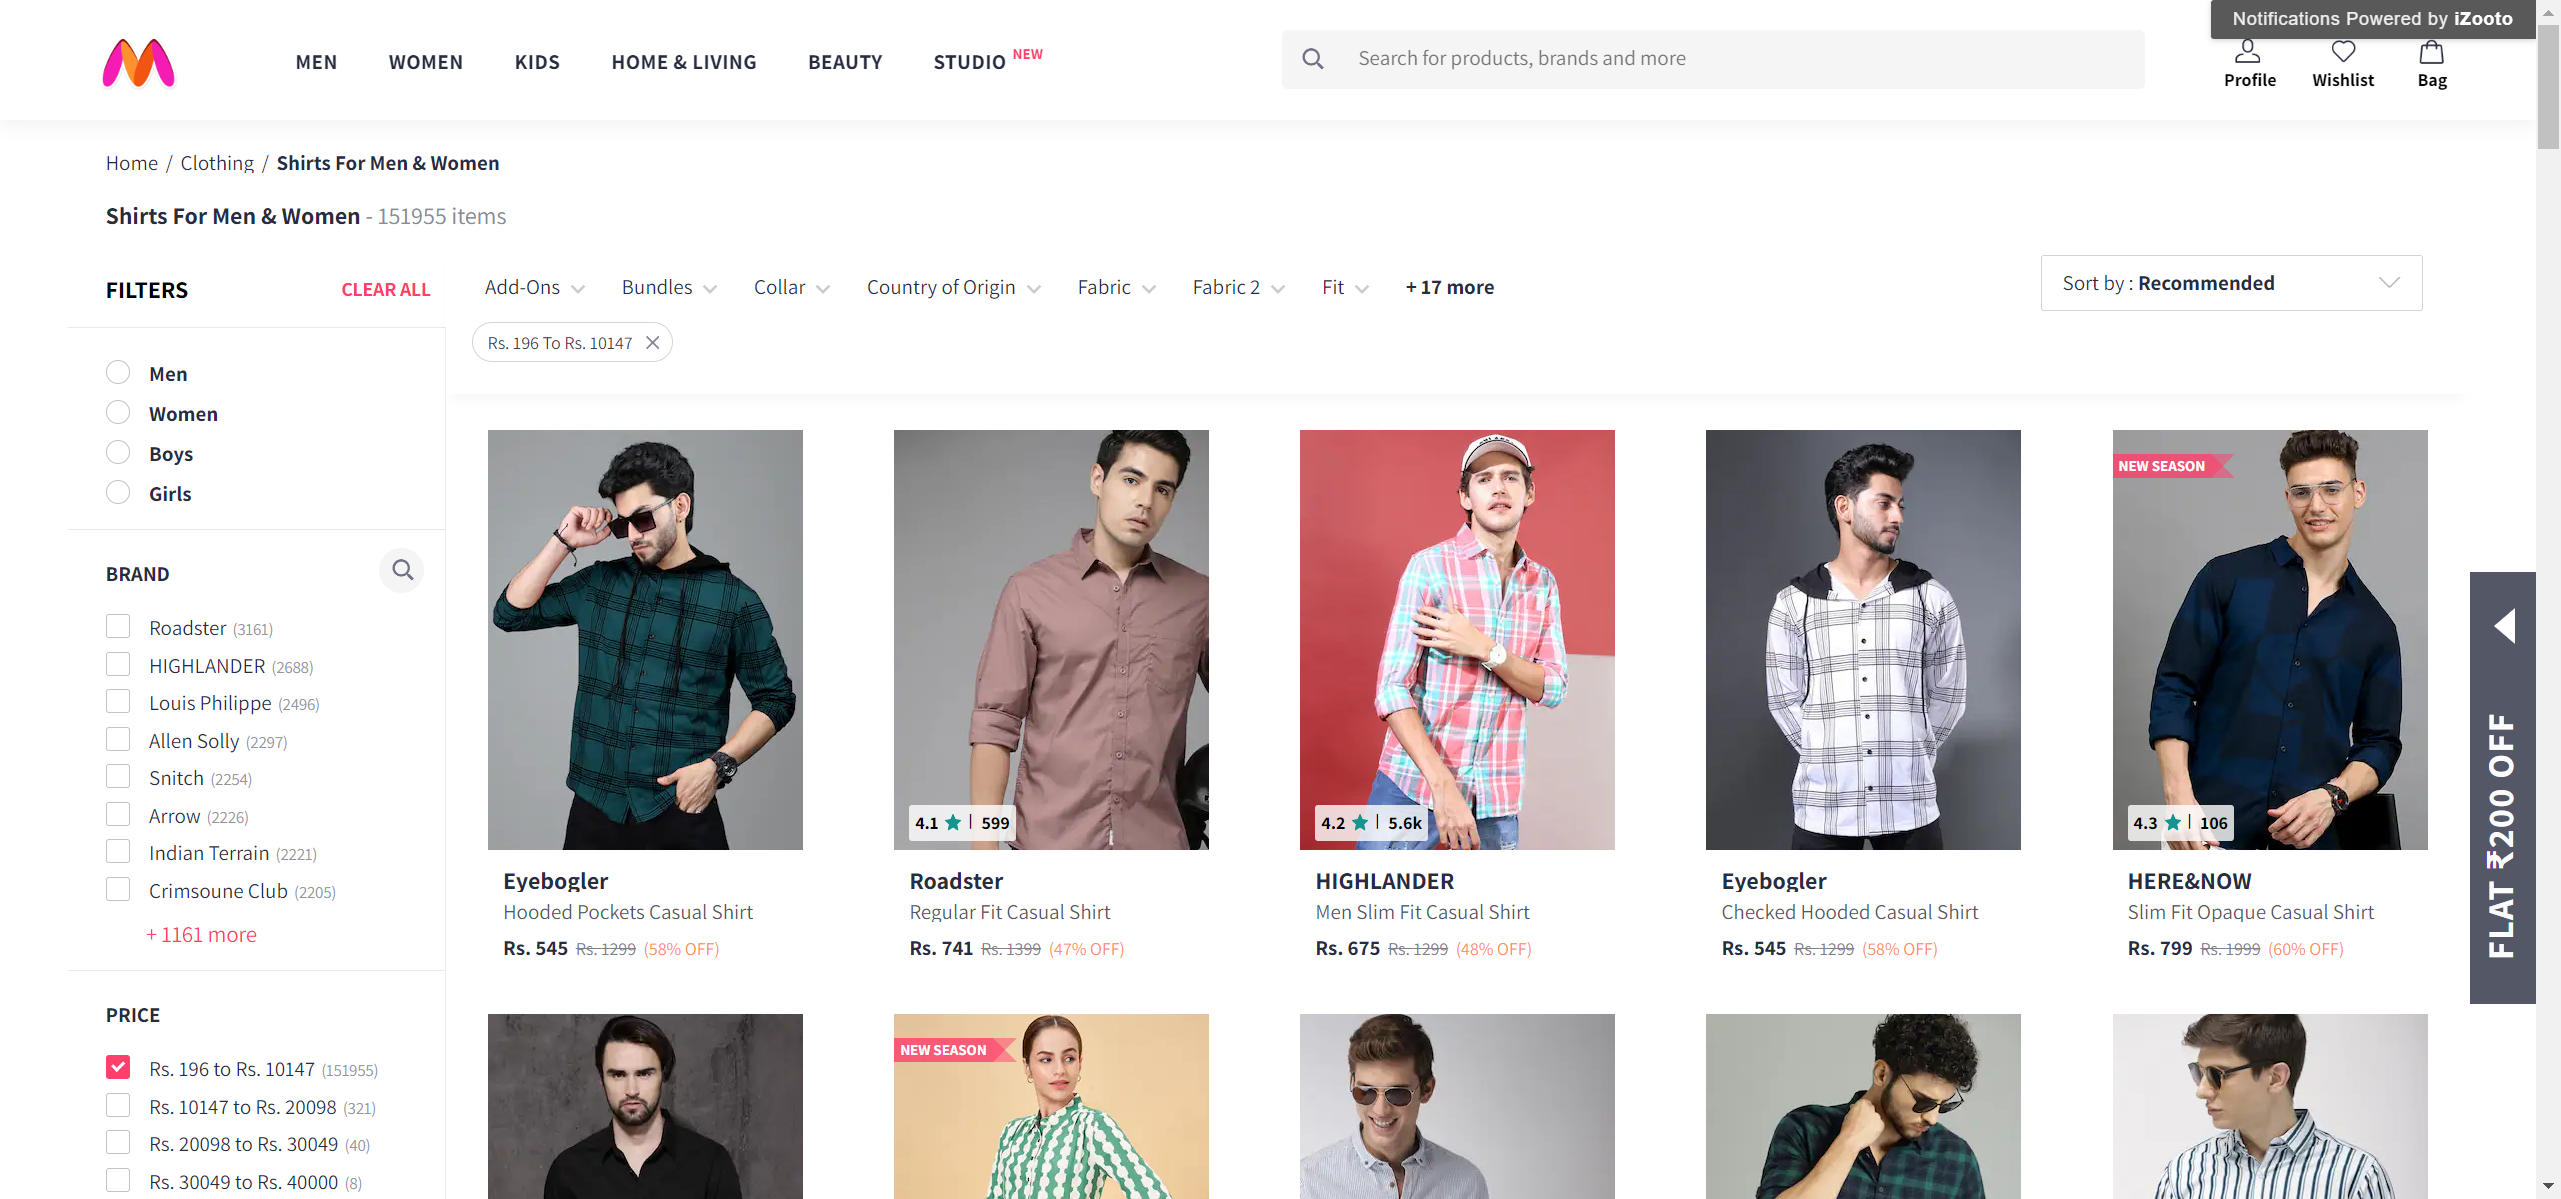 Notifications Powered by iZooto
MEN WOMEN KIDS HOME & LIVING BEAUTY STUDIO NEW
Search for products, brands and more
Profile Wishlist Bag
Home / Clothing / Shirts For Men & Women
Shirts For Men & Women - 151955 items
FILTERS CLEAR ALL
Add-Ons Bundles Collar Country of Origin Fabric Fabric 2 Fit + 17 more
Sort by : Recommended
Rs. 196 To Rs. 10147
Men
Women
Boys
Girls
BRAND
Roadster (3161)
HIGHLANDER (2688)
Louis Philippe (2496)
Allen Solly (2297)
Snitch (2254)
Arrow (2226)
Indian Terrain (2221)
Crimsoune Club (2205)
+ 1161 more
PRICE
Rs. 196 to Rs. 10147 (151955)
Rs. 10147 to Rs. 20098 (321)
Rs. 20098 to Rs. 30049 (40)
Rs. 30049 to Rs. 40000 (8)
Eyebogler
Hooded Pockets Casual Shirt
Rs. 545 Rs. 1299 (58% OFF)
4.1 | 599
Roadster
Regular Fit Casual Shirt
Rs. 741 Rs. 1399 (47% OFF)
4.2 | 5.6k
HIGHLANDER
Men Slim Fit Casual Shirt
Rs. 675 Rs. 1299 (48% OFF)
Eyebogler
Checked Hooded Casual Shirt
Rs. 545 Rs. 1299 (58% OFF)
NEW SEASON
4.3 | 106
HERE&NOW
Slim Fit Opaque Casual Shirt
Rs. 799 Rs. 1999 (60% OFF)
NEW SEASON
FLAT ₹200 OFF